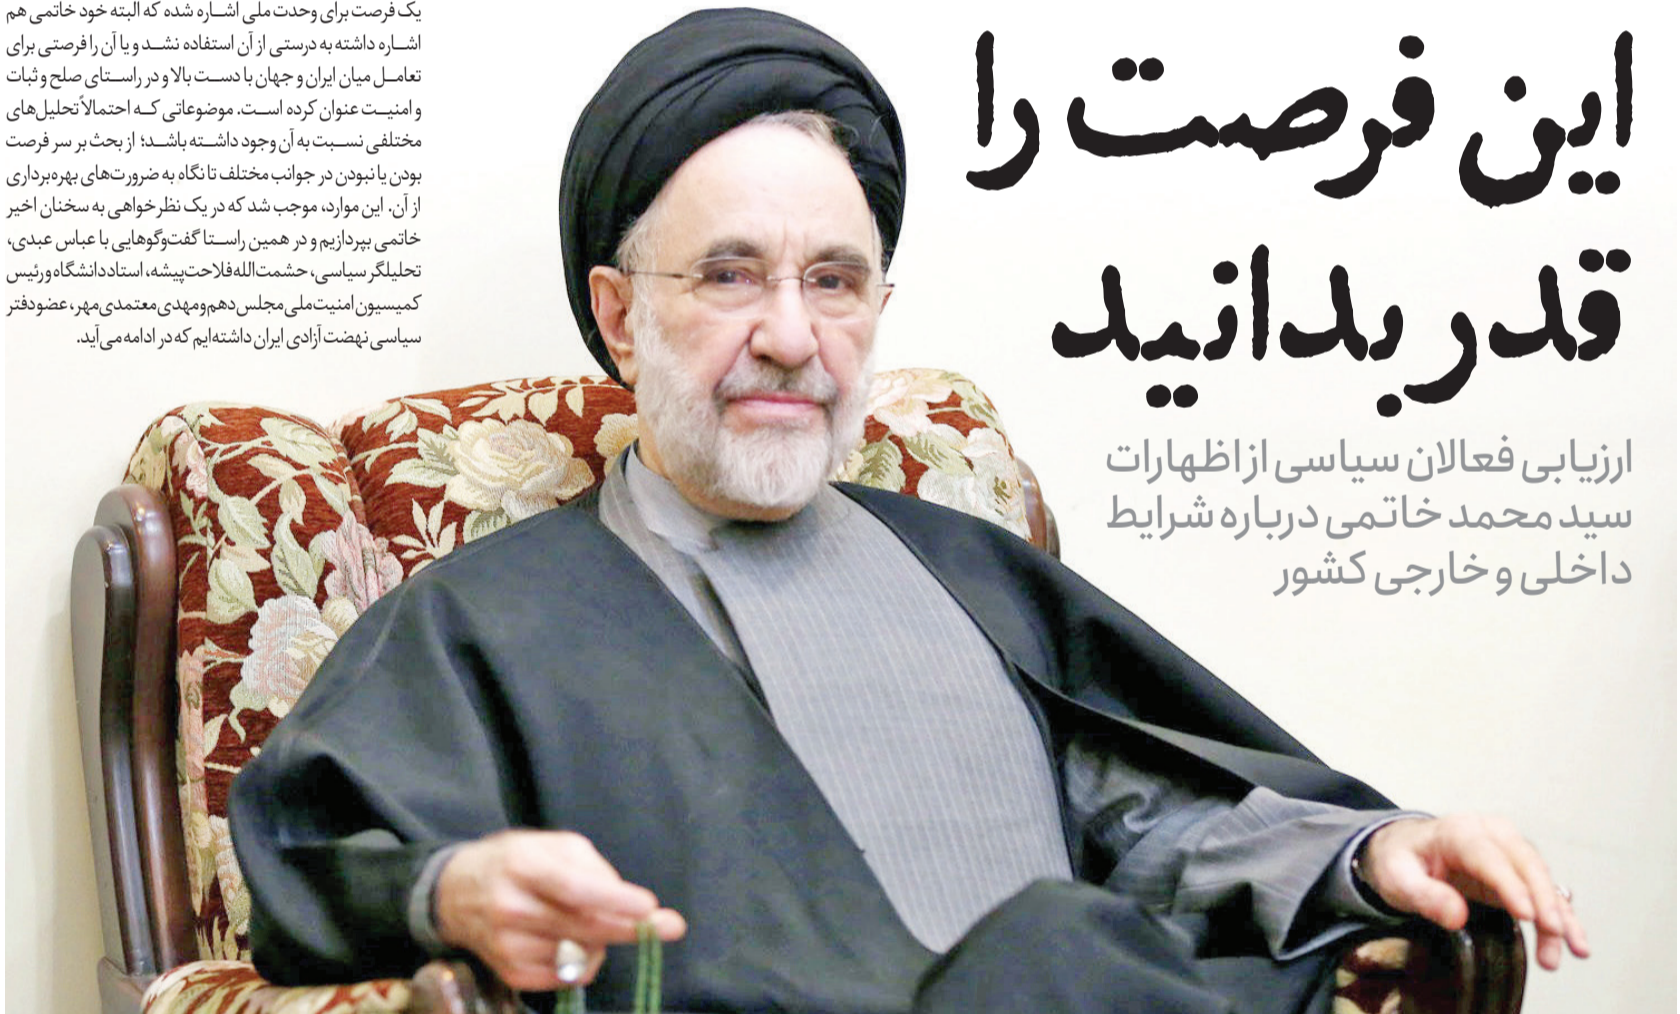 این فرصت را
قدر بدانید
ارزیابی فعالان سیاسی از اظهارات
سید محمد خاتمی درباره شرایط
داخلی و خارجی کشور
یک فرصت برای وحدت ملی اشاره شده که البته خود خاتمی هم
اشاره داشته به درستی از آن استفاده نشد و یا آن را فرصتی برای
تعامل میان ایران و جهان با دست بالا و در راستای صلح و ثبات
و امنیت عنوان کرده است. موضوعاتی که احتمالاً تحلیل‌های
مختلفی نسبت به آن وجود داشته باشد؛ از بحث بر سر فرصت
بودن یا نبودن در جوانب مختلف تا نگاه به ضرورت‌های بهره‌برداری
از آن. این موارد، موجب شد که در یک نظرخواهی به سخنان اخیر
خاتمی بپردازیم و در همین راستا گفت‌وگوهایی با عباس عبدی،
تحلیلگر سیاسی، حشمت‌الله فلاحت‌پیشه، استاد دانشگاه و رئیس
کمیسیون امنیت ملی مجلس دهم و مهدی معتمدی مهر، عضو دفتر
سیاسی نهضت آزادی ایران داشته‌ایم که در ادامه می‌آید.